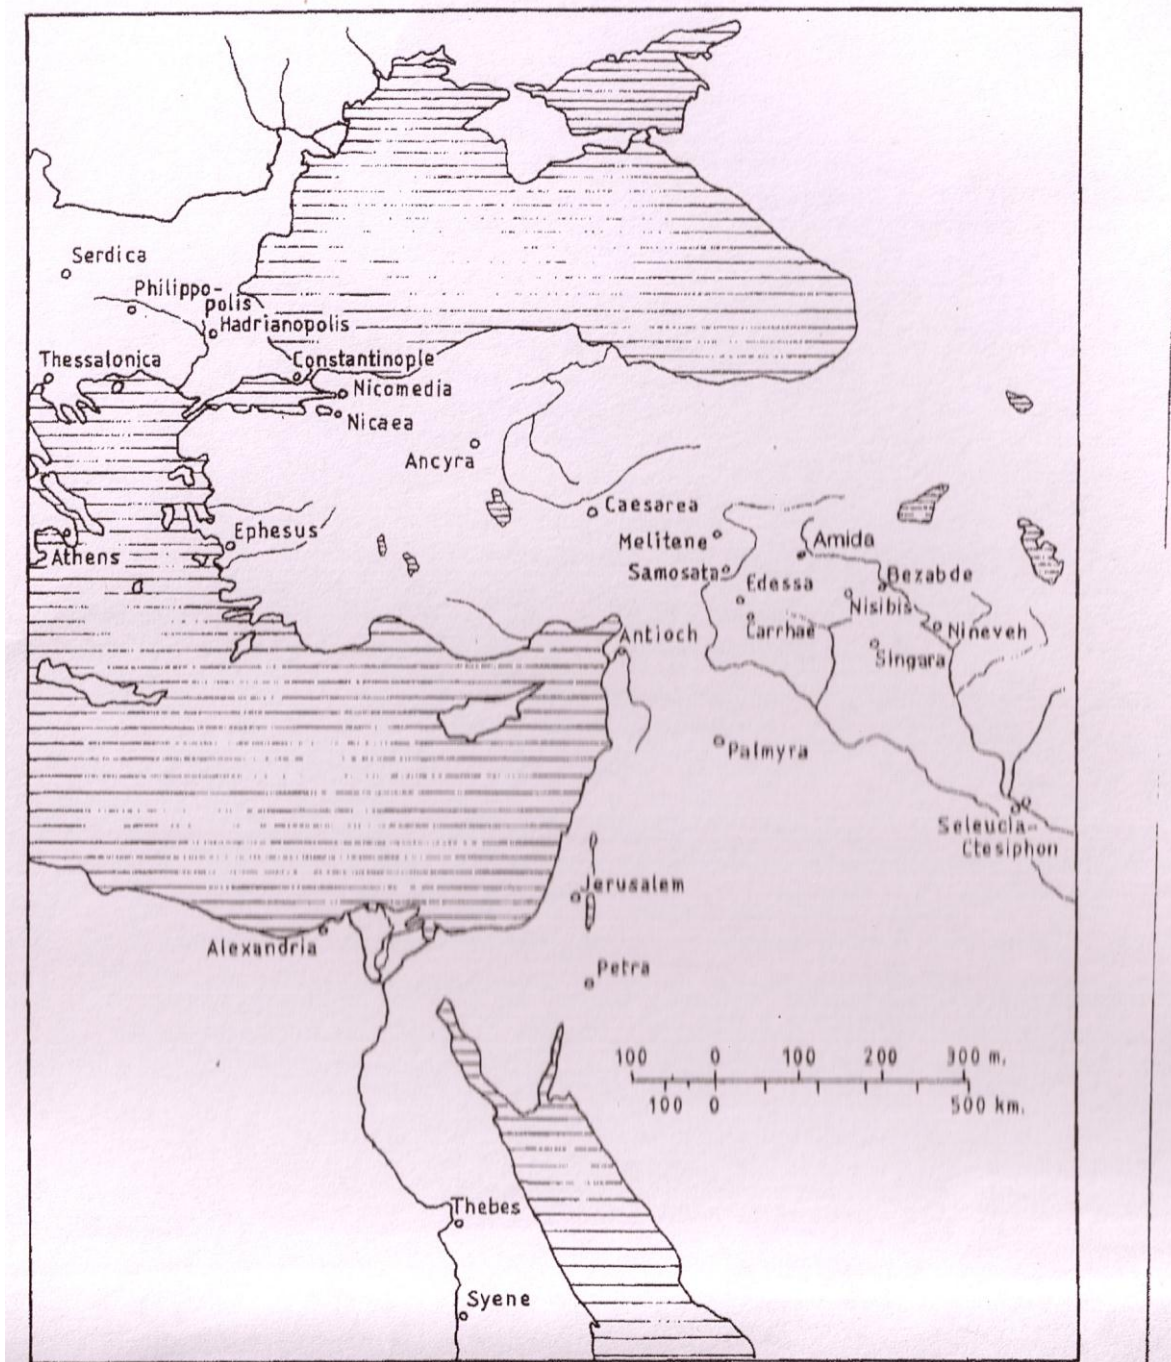 Serdica
Philippo-
polis
Hadrianopolis
Thessalonica
Constantinople
Nicomedia
Nicaea
Ancyra
Caesarea
Ephesus
Melitene
Amida
Athens
Samosata
Edessa
Bezabde
Nisibis
Carrhae
Nineveh
Antioch
Singara
Palmyra
Seleucia-
Ctesiphon
Jerusalem
Alexandria
Petra
100 0 100 200 300 m.
100 0 500 km.
Thebes
Syene